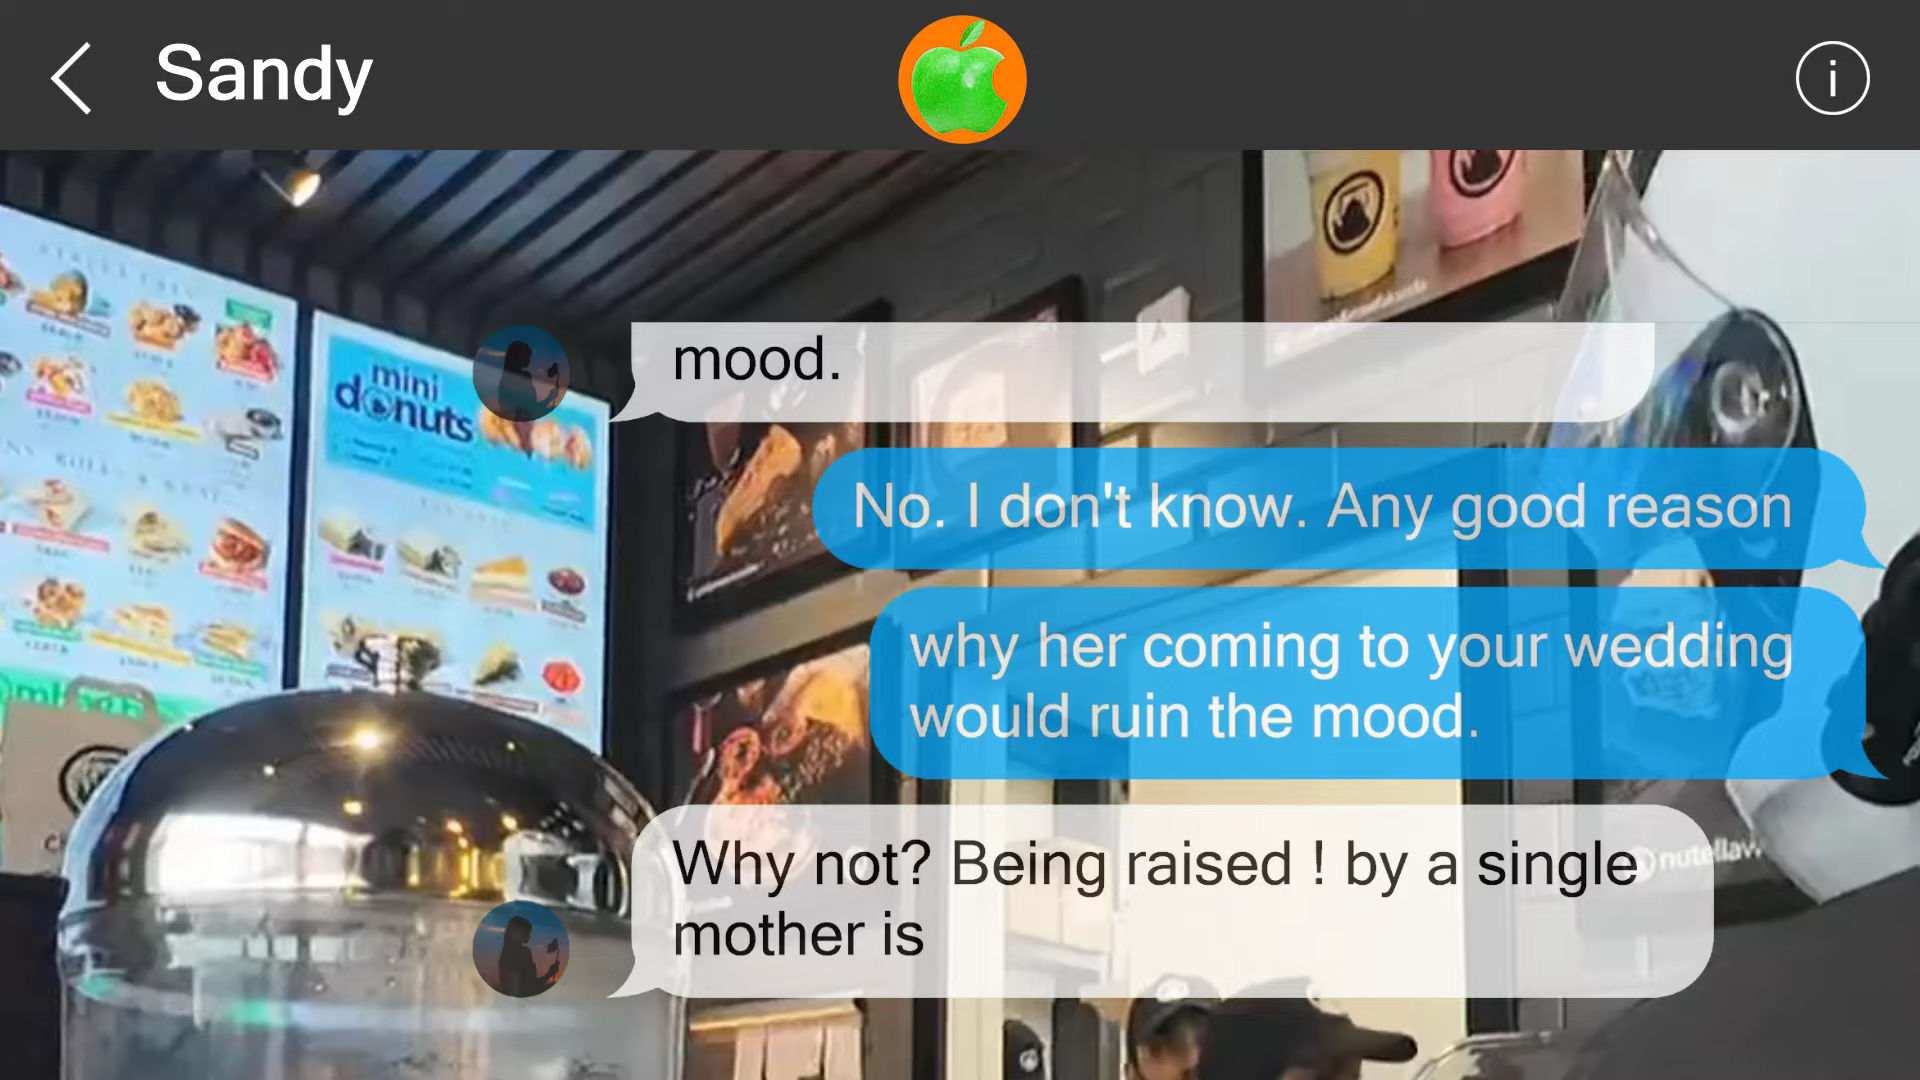 Sandy
mood.
No. I don't know. Any good reason
why her coming to your wedding
would ruin the mood.
Why not? Being raised ! by a single
mother is
mini
donuts
nutella